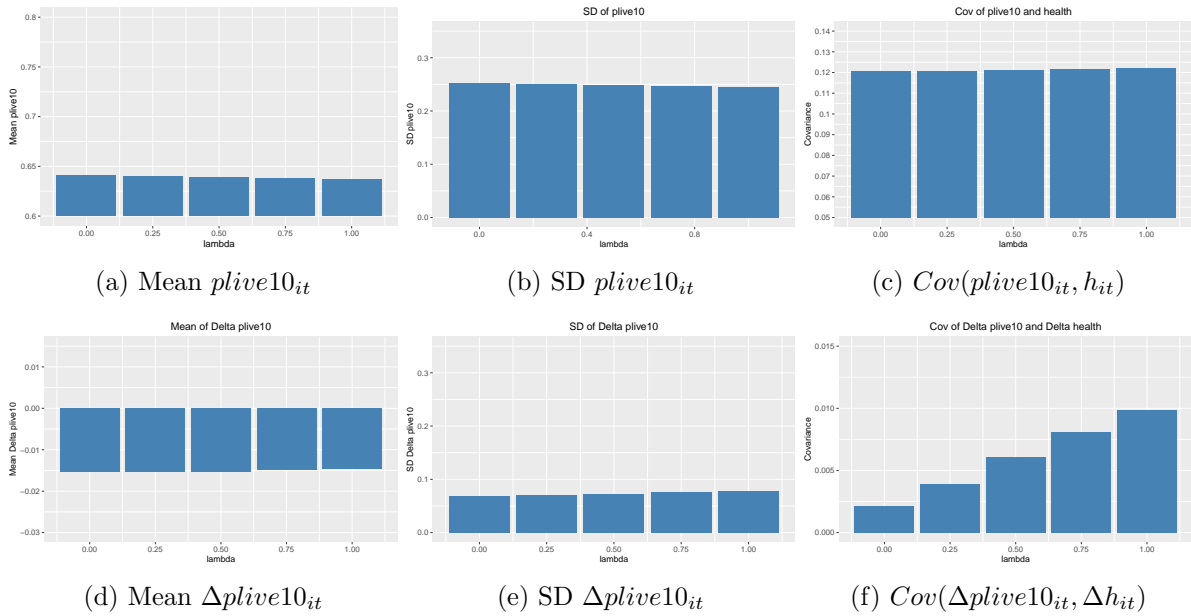 SD of plive10
Cov of plive10 and health
Mean plive10
0.8
0.75
0.7
0.65
0.6
0.00 0.25 0.50 0.75 1.00
lambda
SD plive10
0.3
0.2
0.1
0.0
0.0 0.4 0.8
lambda
Covariance
0.14
0.13
0.12
0.11
0.1
0.09
0.08
0.07
0.06
0.05
0.00 0.25 0.50 0.75 1.00
lambda
(a) Mean plive10it
(b) SD plive10it
(c) Cov(plive10it, hit)
Mean of Delta plive10
SD of Delta plive10
Cov of Delta plive10 and Delta health
Mean Delta plive10
0.01
0.00
−0.01
−0.02
−0.03
0.00 0.25 0.50 0.75 1.00
lambda
SD Delta plive10
0.3
0.2
0.1
0.0
0.00 0.25 0.50 0.75 1.00
lambda
Covariance
0.015
0.010
0.005
0.000
0.00 0.25 0.50 0.75 1.00
lambda
(d) Mean Δplive10it
(e) SD Δplive10it
(f) Cov(Δplive10it, Δhit)